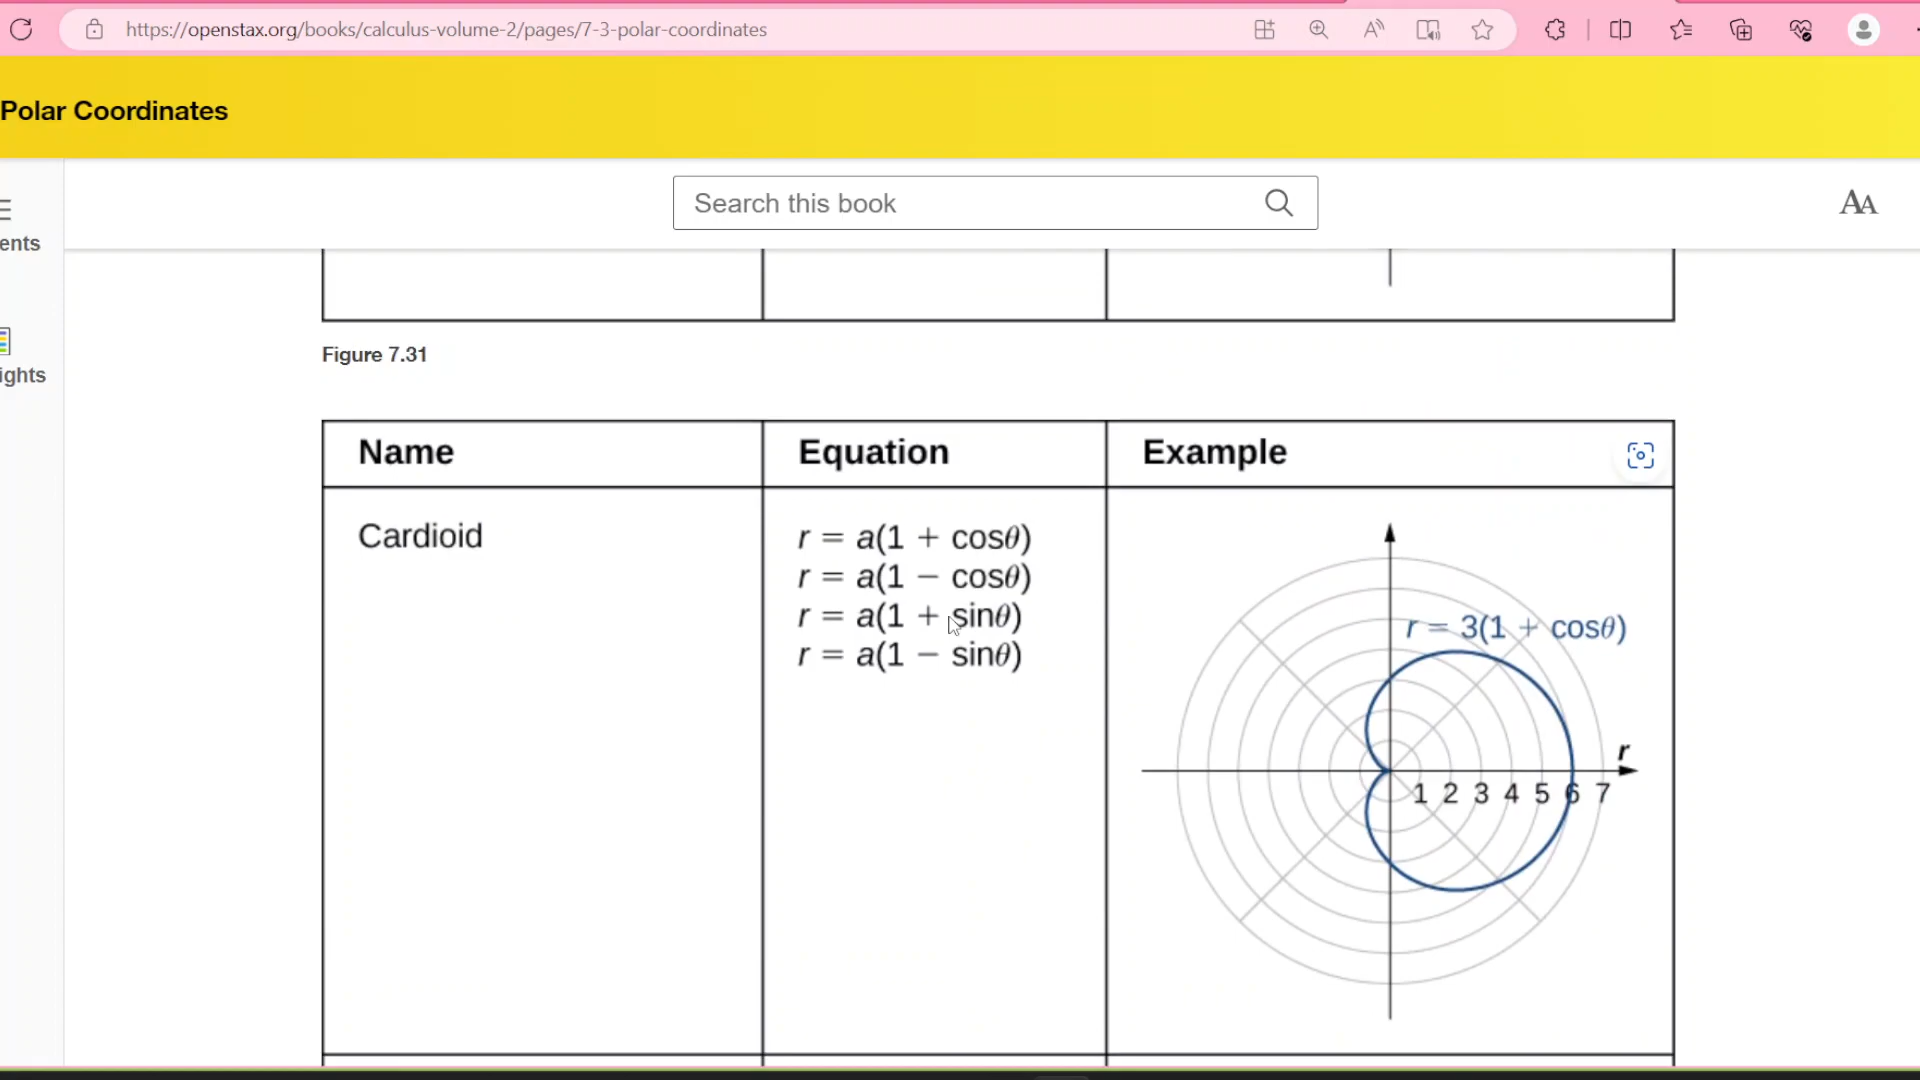 https://openstax.org/books/calculus-volume-2/pages/7-3-polar-coordinates
Polar Coordinates
Search this book
AA
ents
ights
Figure 7.31
Name Equation Example
Cardioid
r = a(1 + cosθ)
r = a(1 − cosθ)
r = a(1 + sinθ)
r = a(1 − sinθ)
r = 3(1 + cosθ)
r
1 2 3 4 5 6 7